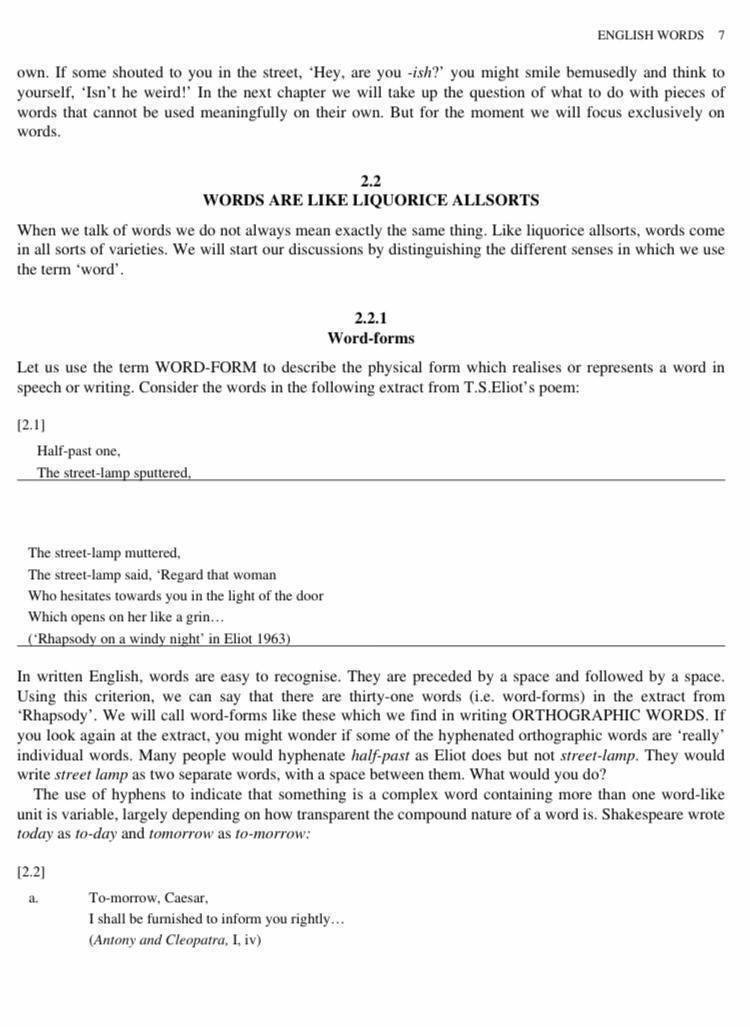 ENGLISH WORDS 7
own. If some shouted to you in the street, ‘Hey, are you -ish?’ you might smile bemusedly and think to
yourself, ‘Isn’t he weird!’ In the next chapter we will take up the question of what to do with pieces of
words that cannot be used meaningfully on their own. But for the moment we will focus exclusively on
words.
2.2
WORDS ARE LIKE LIQUORICE ALLSORTS
When we talk of words we do not always mean exactly the same thing. Like liquorice allsorts, words come
in all sorts of varieties. We will start our discussions by distinguishing the different senses in which we use
the term ‘word’.
2.2.1
Word-forms
Let us use the term WORD-FORM to describe the physical form which realises or represents a word in
speech or writing. Consider the words in the following extract from T.S.Eliot’s poem:
[2.1]
Half-past one,
The street-lamp sputtered,
The street-lamp muttered,
The street-lamp said, ‘Regard that woman
Who hesitates towards you in the light of the door
Which opens on her like a grin…
(‘Rhapsody on a windy night’ in Eliot 1963)
In written English, words are easy to recognise. They are preceded by a space and followed by a space.
Using this criterion, we can say that there are thirty-one words (i.e. word-forms) in the extract from
‘Rhapsody’. We will call word-forms like these which we find in writing ORTHOGRAPHIC WORDS. If
you look again at the extract, you might wonder if some of the hyphenated orthographic words are ‘really’
individual words. Many people would hyphenate half-past as Eliot does but not street-lamp. They would
write street lamp as two separate words, with a space between them. What would you do?
The use of hyphens to indicate that something is a complex word containing more than one word-like
unit is variable, largely depending on how transparent the compound nature of a word is. Shakespeare wrote
today as to-day and tomorrow as to-morrow:
[2.2]
a. To-morrow, Caesar,
I shall be furnished to inform you rightly…
(Antony and Cleopatra, I, iv)